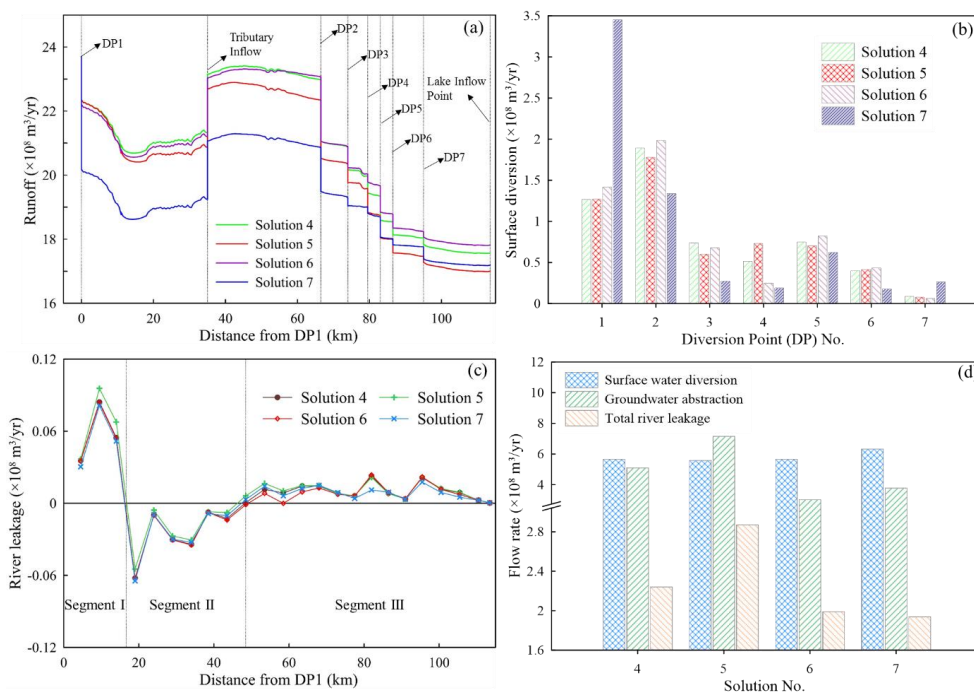 (a)
DP1
Tributary
Inflow
DP2
DP3
DP4
DP5
DP6
DP7
Lake Inflow
Point
Runoff (×10⁸ m³/yr)
24
22
20
18
16
Solution 4
Solution 5
Solution 6
Solution 7
0 20 40 60 80 100
Distance from DP1 (km)
(b)
Surface diversion (×10⁸ m³/yr)
3.5
3
2.5
2
1.5
1
0.5
0
Solution 4
Solution 5
Solution 6
Solution 7
1 2 3 4 5 6 7
Diversion Point (DP) No.
(c)
River leakage (×10⁸ m³/yr)
0.12
0.06
0
-0.06
-0.12
Solution 4 Solution 5
Solution 6 Solution 7
Segment I Segment II Segment III
0 20 40 60 80 100
Distance from DP1 (km)
(d)
Flow rate (×10⁸ m³/yr)
12
10
8
6
4
2.8
2.4
2
1.6
Surface water diversion
Groundwater abstraction
Total river leakage
4 5 6 7
Solution No.